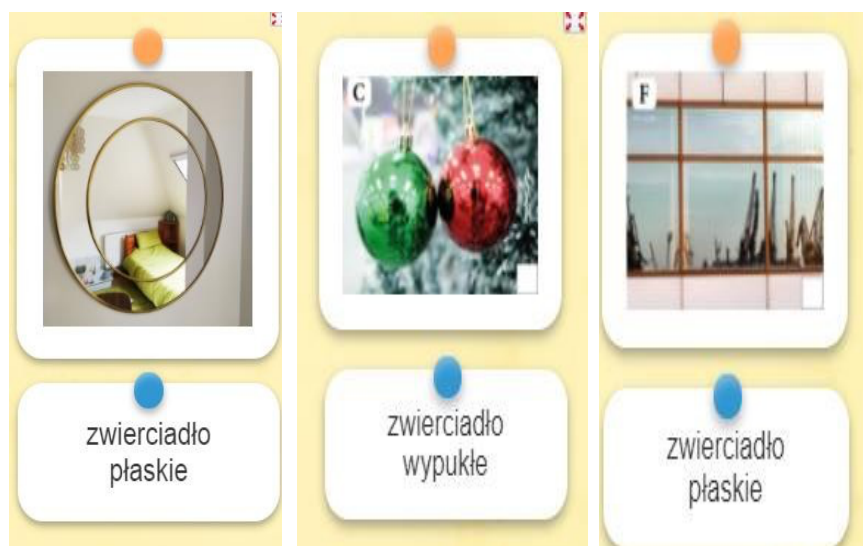 zwierciadło
płaskie
C
zwierciadło
wypukłe
F
zwierciadło
płaskie